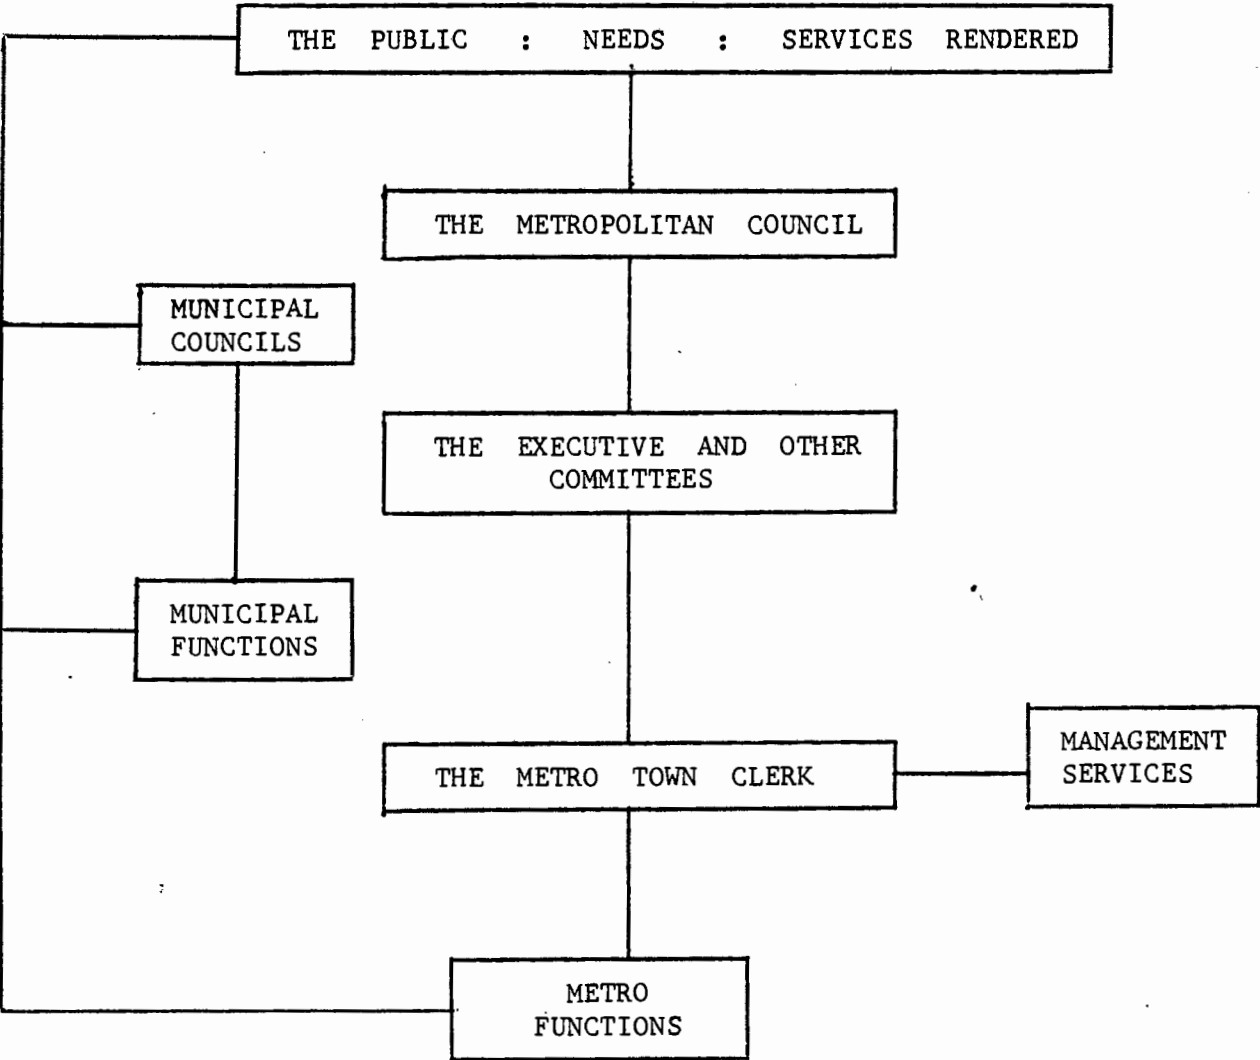 THE PUBLIC : NEEDS : SERVICES RENDERED
THE METROPOLITAN COUNCIL
MUNICIPAL
COUNCILS
THE EXECUTIVE AND OTHER
COMMITTEES
MUNICIPAL
FUNCTIONS
THE METRO TOWN CLERK
MANAGEMENT
SERVICES
METRO
FUNCTIONS